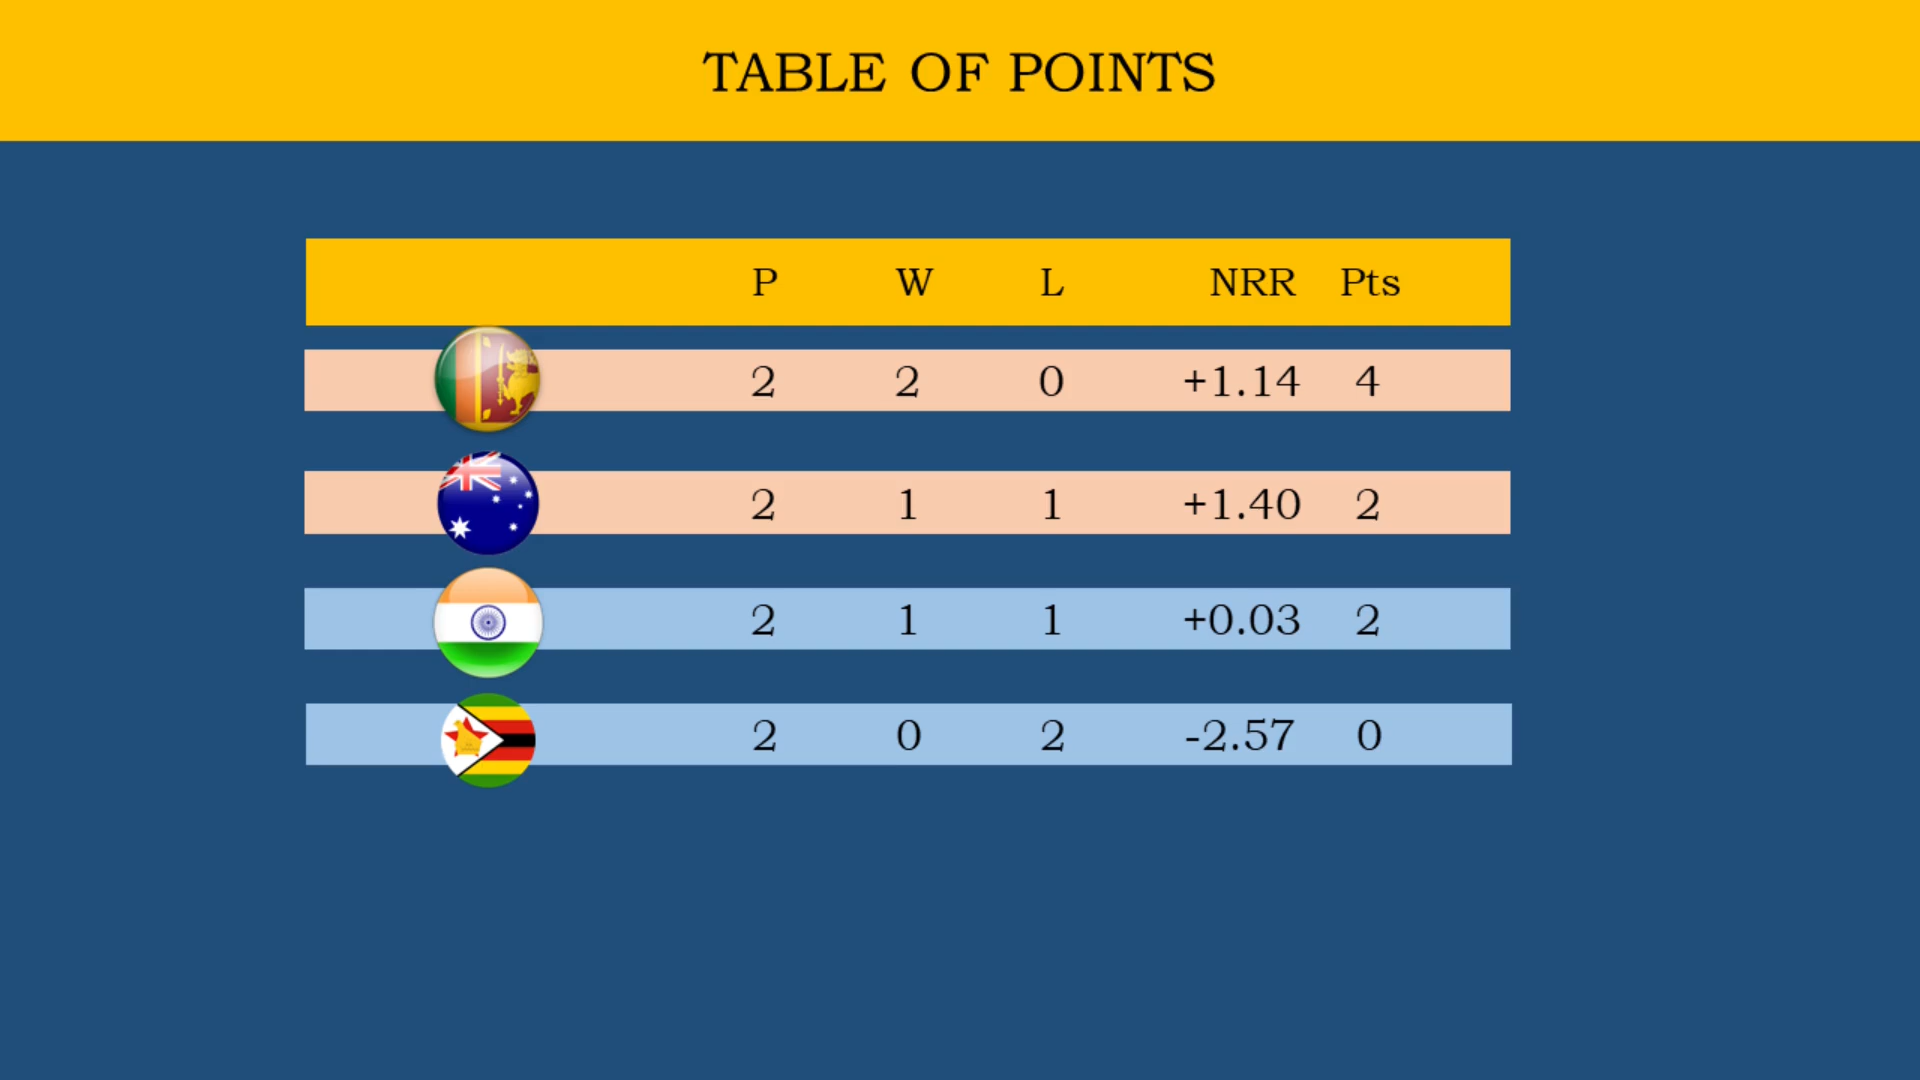 TABLE OF POINTS
P W L NRR Pts
2 2 0 +1.14 4
2 1 1 +1.40 2
2 1 1 +0.03 2
2 0 2 -2.57 0